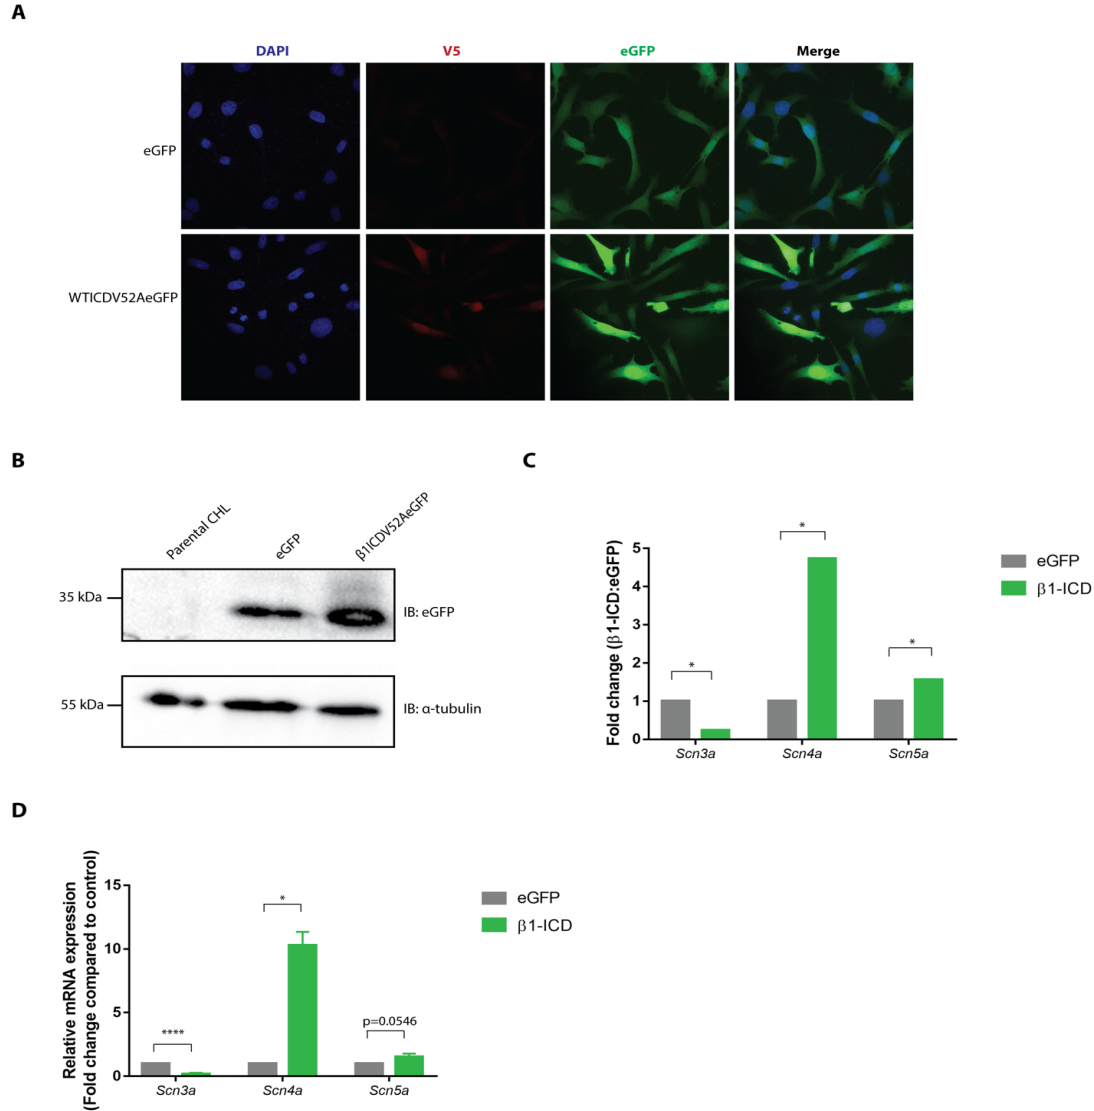 A
DAPI V5 eGFP Merge
eGFP
WTICDV52AeGFP
B
Parental CHL eGFP β1ICDV52AeGFP
35 kDa
IB: eGFP
55 kDa
IB: α-tubulin
C
Fold change (β1-ICD:eGFP)
5
4
3
2
1
0
* * *
Scn3a Scn4a Scn5a
eGFP
β1-ICD
D
Relative mRNA expression
(Fold change compared to control)
15
10
5
0
**** * p=0.0546
Scn3a Scn4a Scn5a
eGFP
β1-ICD